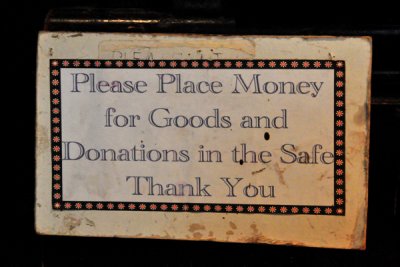 Please Place Money
for Goods and
Donations in the Safe
Thank You